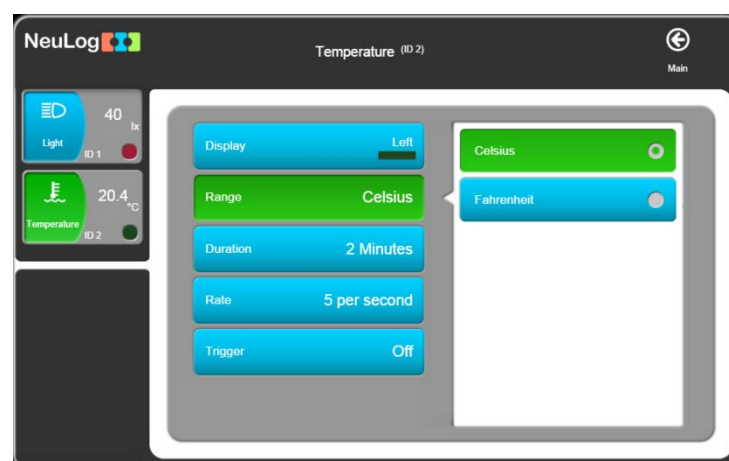 NeuLog
Temperature (ID 2)
Main
40
lx
Light
ID 1
20.4
°C
Temperature
ID 2
Display Left
Range Celsius
Duration 2 Minutes
Rate 5 per second
Trigger Off
Celsius
Fahrenheit